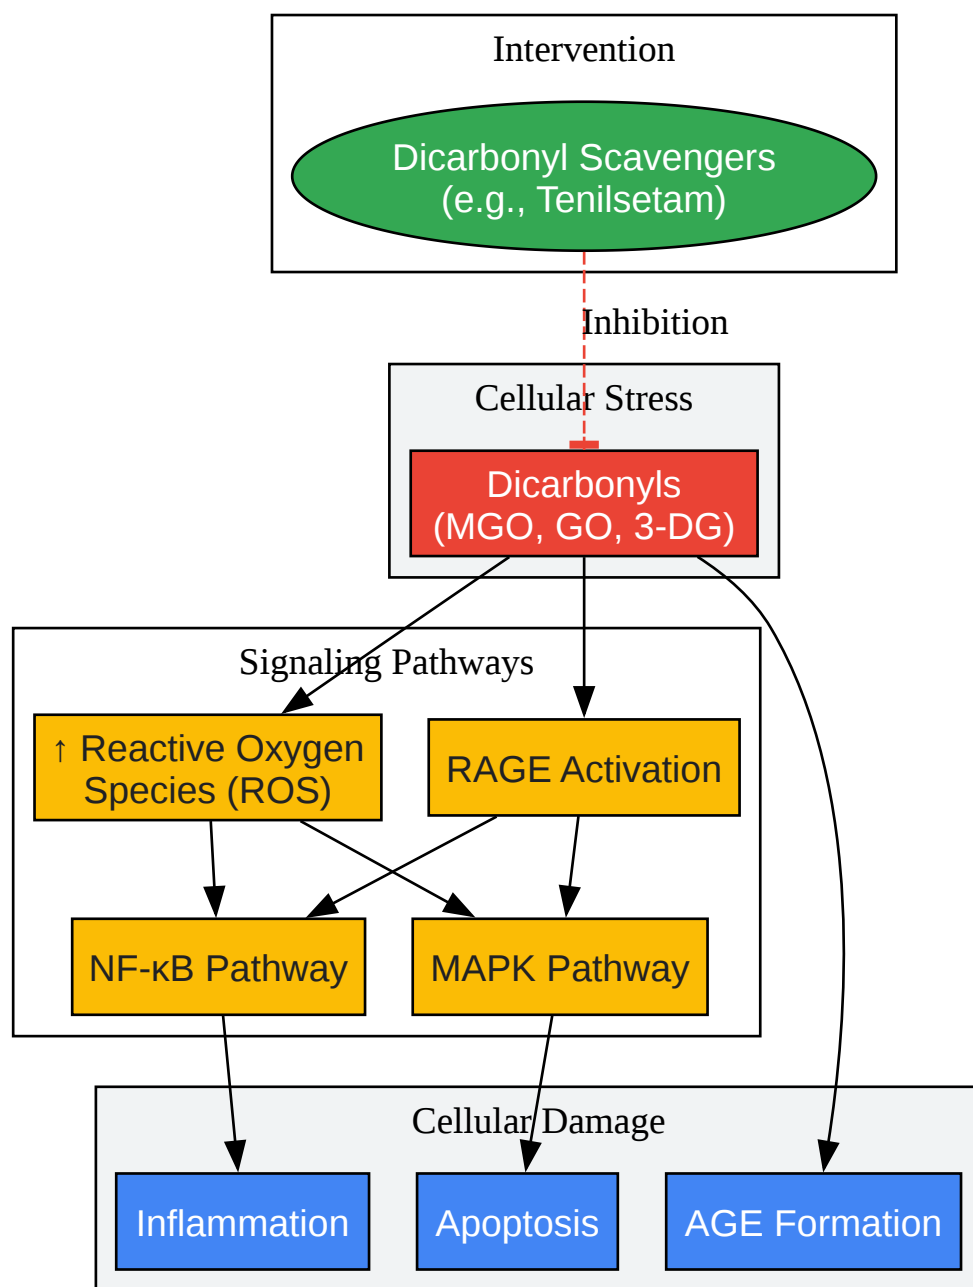 Intervention
Dicarbonyl Scavengers
(e.g., Tenilsetam)
Inhibition
Cellular Stress
Dicarbonyls
(MGO, GO, 3-DG)
Signaling Pathways
↑ Reactive Oxygen
Species (ROS)
RAGE Activation
NF-κB Pathway
MAPK Pathway
Cellular Damage
Inflammation
Apoptosis
AGE Formation